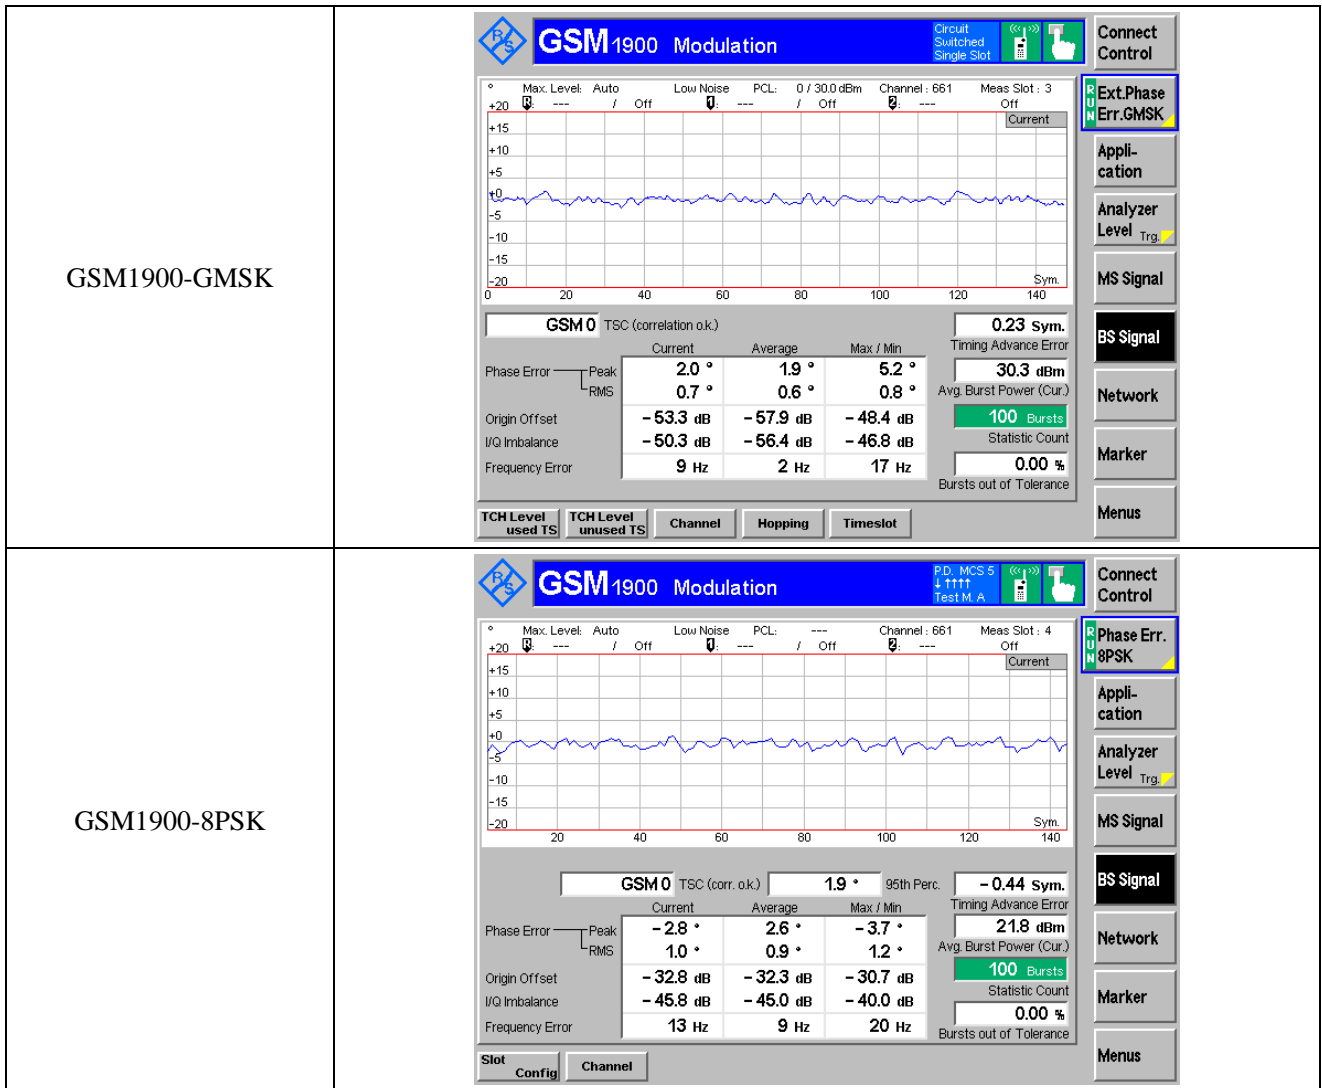 GSM1900-GMSK
R/S
GSM1900 Modulation
Circuit
Switched
Single Slot
Connect
Control
° Max. Level: Auto Low Noise PCL: 0 / 30.0 dBm Channel : 661 Meas Slot : 3
+20 R: --- / Off 1: --- / Off 2: --- Off
Current
+15
+10
+5
+0
-5
-10
-15
-20 Sym.
0 20 40 60 80 100 120 140
GSM 0 TSC (correlation o.k.) 0.23 Sym.
Timing Advance Error
Current Average Max / Min
Phase Error Peak 2.0 ° 1.9 ° 5.2 ° 30.3 dBm
RMS 0.7 ° 0.6 ° 0.8 ° Avg. Burst Power (Cur.)
Origin Offset -53.3 dB -57.9 dB -48.4 dB 100 Bursts
I/Q Imbalance -50.3 dB -56.4 dB -46.8 dB Statistic Count
Frequency Error 9 Hz 2 Hz 17 Hz 0.00 %
Bursts out of Tolerance
TCH Level
used TS
TCH Level
unused TS
Channel
Hopping
Timeslot
RUN
Ext.Phase
Err.GMSK
Appli-
cation
Analyzer
Level Trg.
MS Signal
BS Signal
Network
Marker
Menus
GSM1900-8PSK
R/S
GSM1900 Modulation
P.D. MCS 5
↓ ↑↑↑↑
Test M. A
Connect
Control
° Max. Level: Auto Low Noise PCL: --- Channel : 661 Meas Slot : 4
+20 R: --- / Off 1: --- / Off 2: --- Off
Current
+15
+10
+5
+0
-5
-10
-15
-20 Sym.
20 40 60 80 100 120 140
GSM 0 TSC (corr. o.k.) 1.9 ° 95th Perc. -0.44 Sym.
Timing Advance Error
Current Average Max / Min
Phase Error Peak -2.8 ° 2.6 ° -3.7 ° 21.8 dBm
RMS 1.0 ° 0.9 ° 1.2 ° Avg. Burst Power (Cur.)
Origin Offset -32.8 dB -32.3 dB -30.7 dB 100 Bursts
I/Q Imbalance -45.8 dB -45.0 dB -40.0 dB Statistic Count
Frequency Error 13 Hz 9 Hz 20 Hz 0.00 %
Bursts out of Tolerance
Slot
Config
Channel
RUN
Phase Err.
8PSK
Appli-
cation
Analyzer
Level Trg.
MS Signal
BS Signal
Network
Marker
Menus